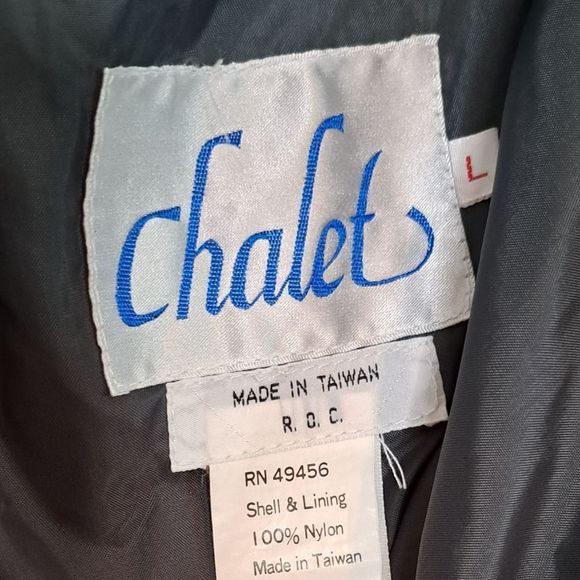 Chalet
L
MADE IN TAIWAN
R. O. C.
RN 49456
Shell & Lining
100% Nylon
Made in Taiwan